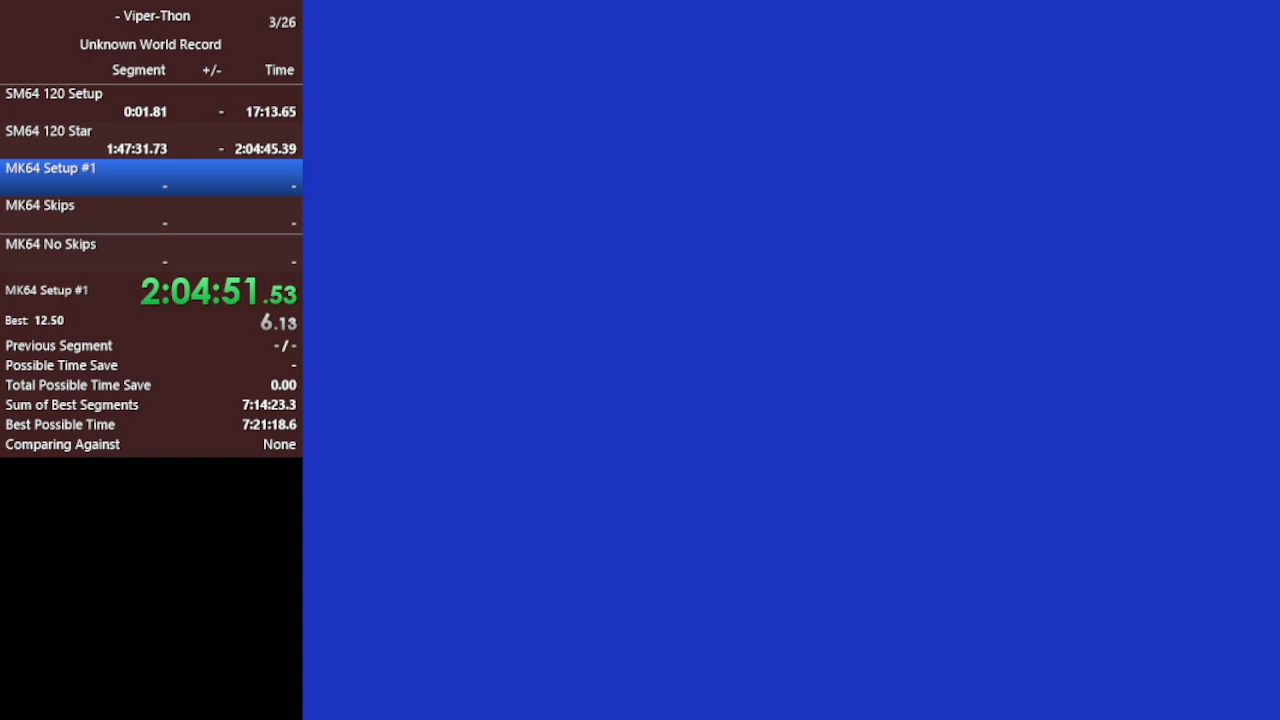 - Viper-Thon
3/26
Unknown World Record
Segment +/- Time
SM64 120 Setup
0:01.81 - 17:13.65
SM64 120 Star
1:47:31.73 - 2:04:45.39
MK64 Setup #1
- -
MK64 Skips
- -
MK64 No Skips
- -
MK64 Setup #1 2:04:51.53
Best: 12.50 6.13
Previous Segment - / -
Possible Time Save -
Total Possible Time Save 0.00
Sum of Best Segments 7:14:23.3
Best Possible Time 7:21:18.6
Comparing Against None